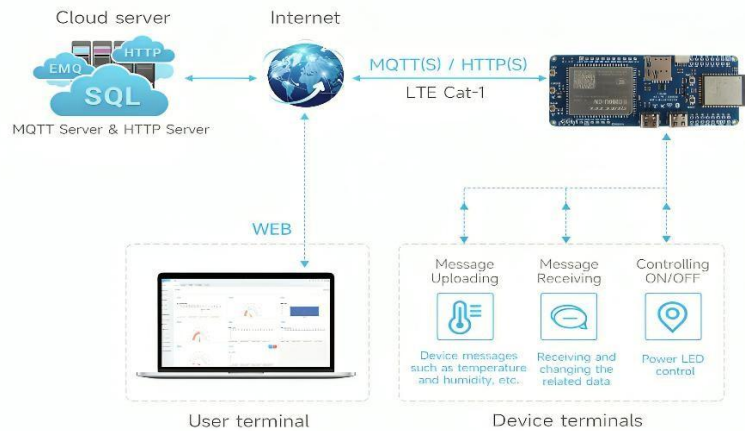 Cloud server
Internet
HTTP
EMQ
SQL
MQTT Server & HTTP Server
MQTT(S) / HTTP(S)
LTE Cat-1
WEB
Message
Uploading
Device messages
such as temperature
and humidity, etc.
Message
Receiving
Receiving and
changing the
related data
Controlling
ON/OFF
Power LED
control
User terminal
Device terminals